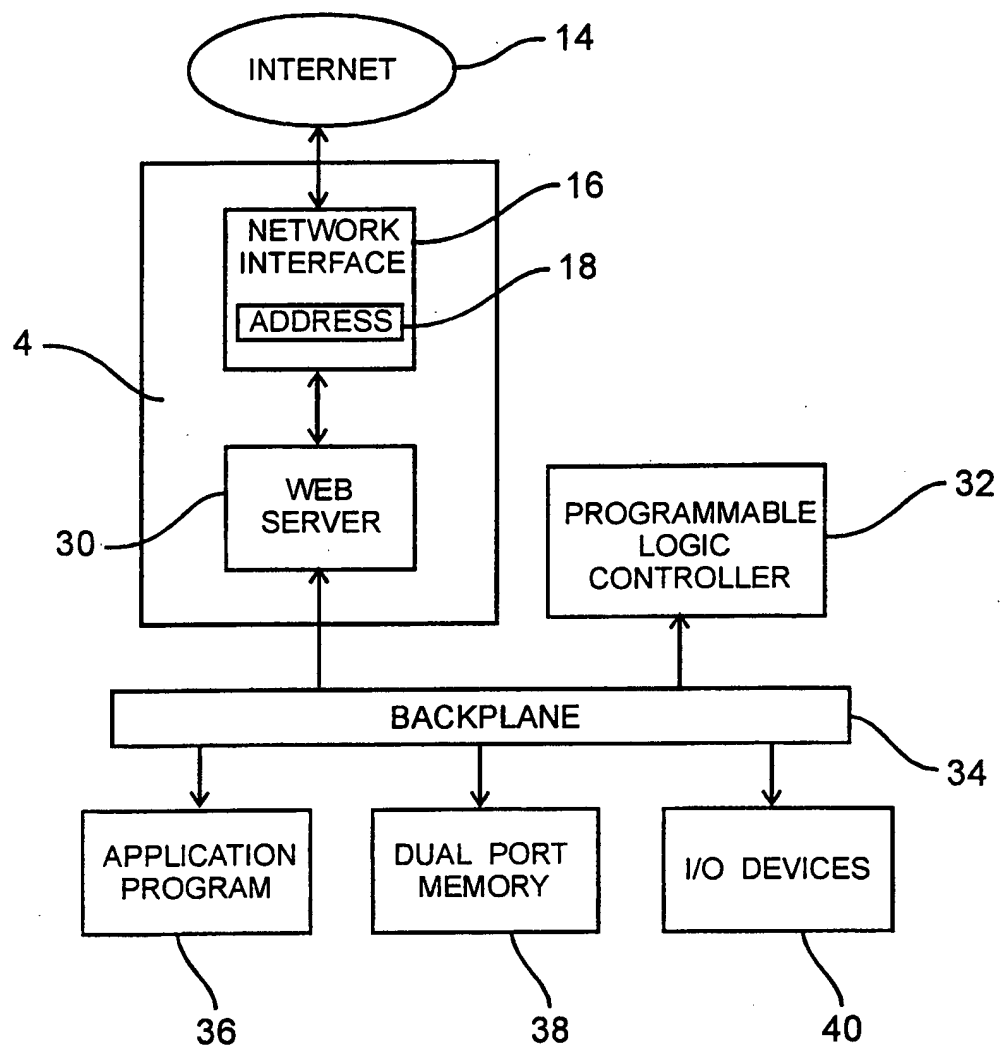 INTERNET
14
NETWORK
INTERFACE
16
18
ADDRESS
4
WEB
SERVER
30
PROGRAMMABLE
LOGIC
CONTROLLER
32
BACKPLANE
34
APPLICATION
PROGRAM
DUAL PORT
MEMORY
I/O DEVICES
36
38
40